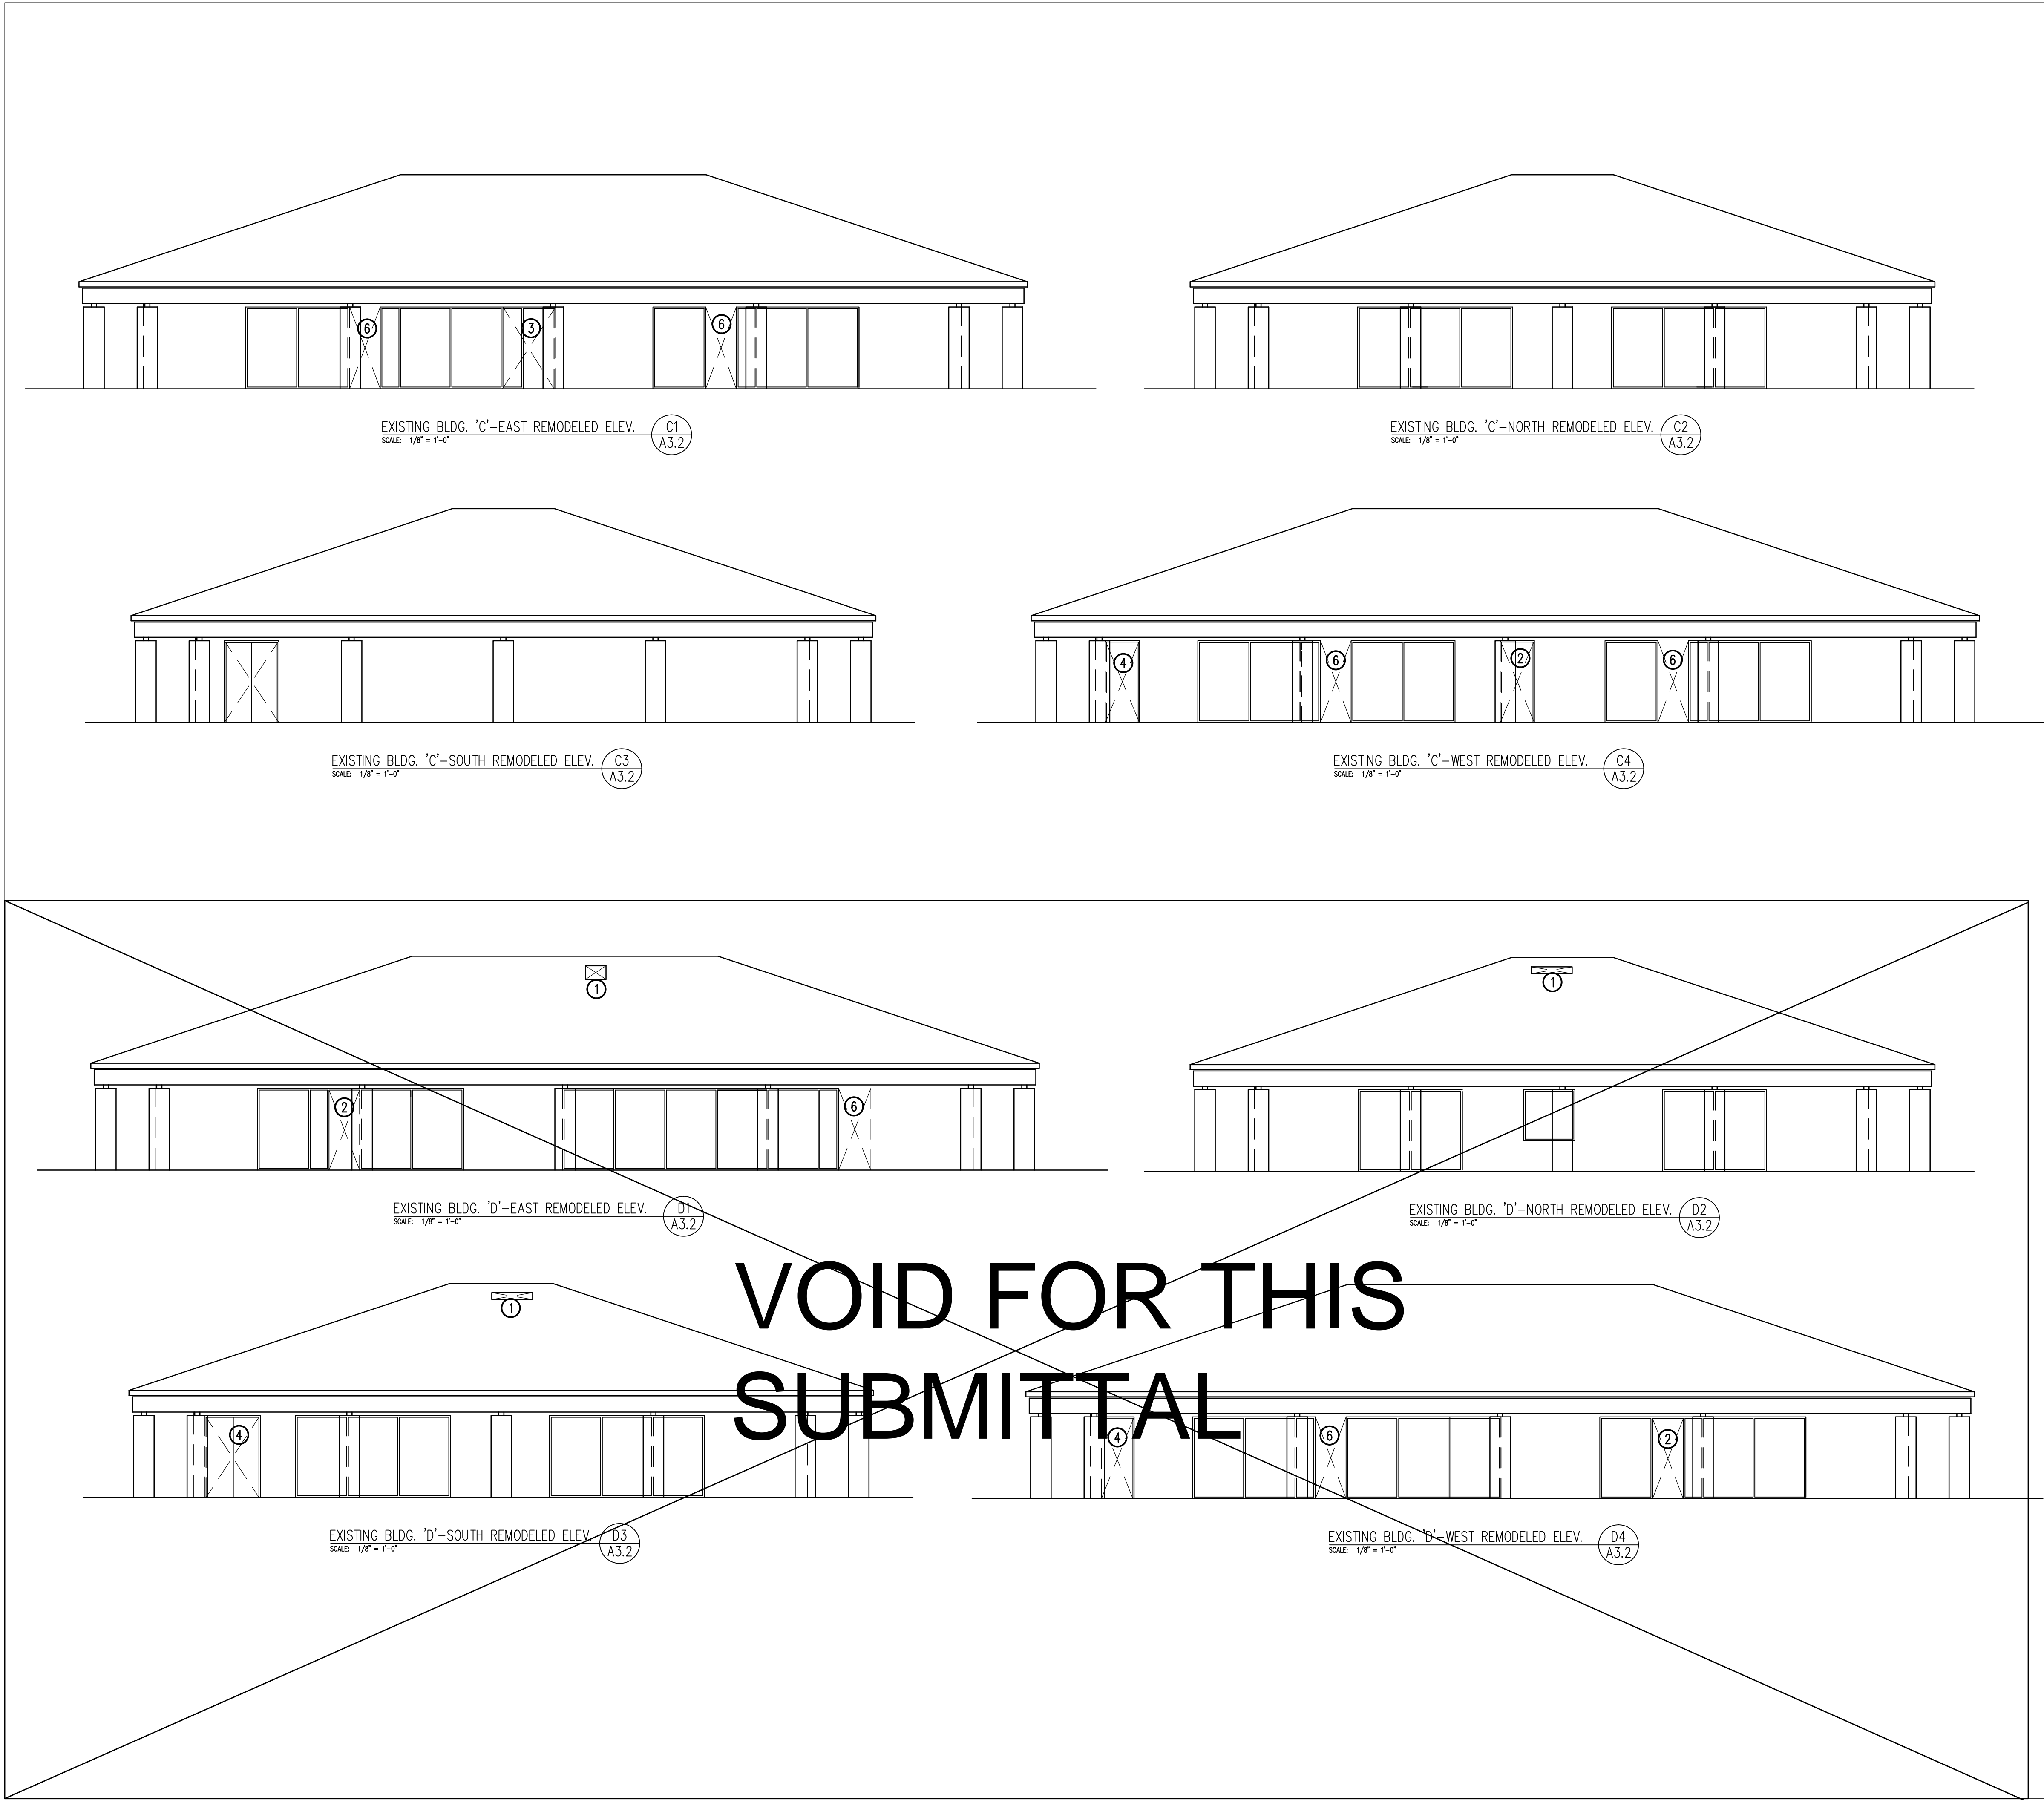 6
3
6
EXISTING BLDG. 'C'-EAST REMODELED ELEV.
SCALE: 1/8" = 1'-0"
C1
A3.2
EXISTING BLDG. 'C'-NORTH REMODELED ELEV.
SCALE: 1/8" = 1'-0"
C2
A3.2
EXISTING BLDG. 'C'-SOUTH REMODELED ELEV.
SCALE: 1/8" = 1'-0"
C3
A3.2
4
6
2
6
EXISTING BLDG. 'C'-WEST REMODELED ELEV.
SCALE: 1/8" = 1'-0"
C4
A3.2
1
2
6
EXISTING BLDG. 'D'-EAST REMODELED ELEV.
SCALE: 1/8" = 1'-0"
D1
A3.2
1
EXISTING BLDG. 'D'-NORTH REMODELED ELEV.
SCALE: 1/8" = 1'-0"
D2
A3.2
VOID FOR THIS
SUBMITTAL
1
4
EXISTING BLDG. 'D'-SOUTH REMODELED ELEV.
SCALE: 1/8" = 1'-0"
D3
A3.2
4
6
2
EXISTING BLDG. 'D'-WEST REMODELED ELEV.
SCALE: 1/8" = 1'-0"
D4
A3.2